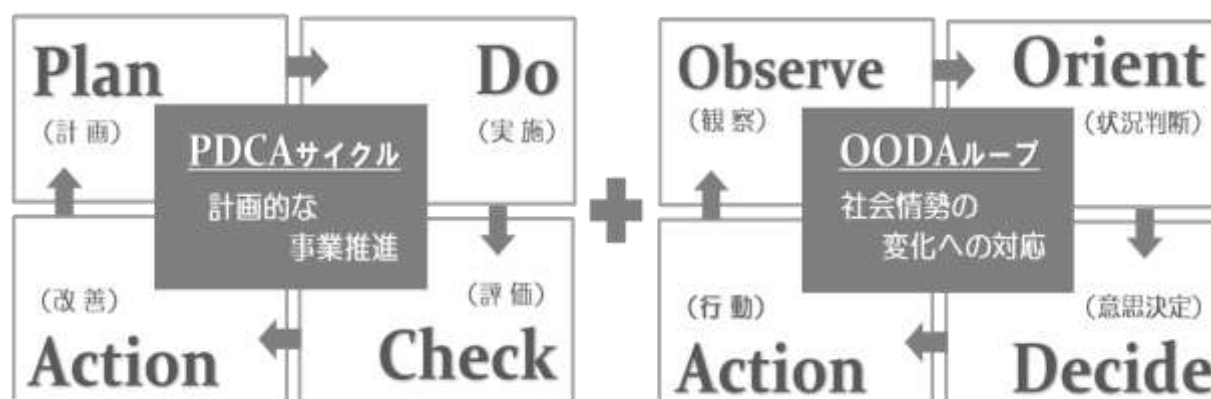 Plan
(計 画)
Do
(実 施)
PDCAサイクル
計画的な
事業推進
(改 善)
Action
(評 価)
Check
Observe
(観 察)
Orient
(状況判断)
OODAループ
社会情勢の
変化への対応
(行 動)
Action
(意思決定)
Decide